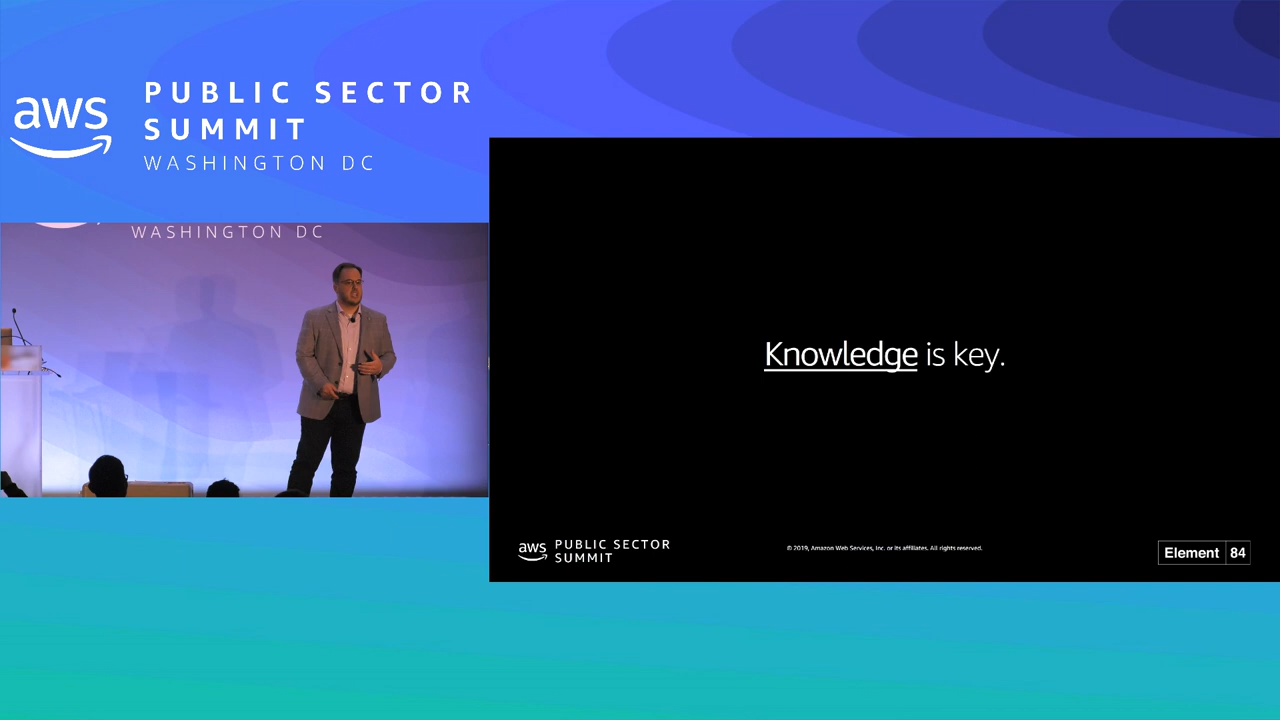 aws
PUBLIC SECTOR
SUMMIT
WASHINGTON DC
WASHINGTON DC
Knowledge is key.
aws
PUBLIC SECTOR
SUMMIT
© 2019, Amazon Web Services, Inc. or its affiliates. All rights reserved.
Element 84